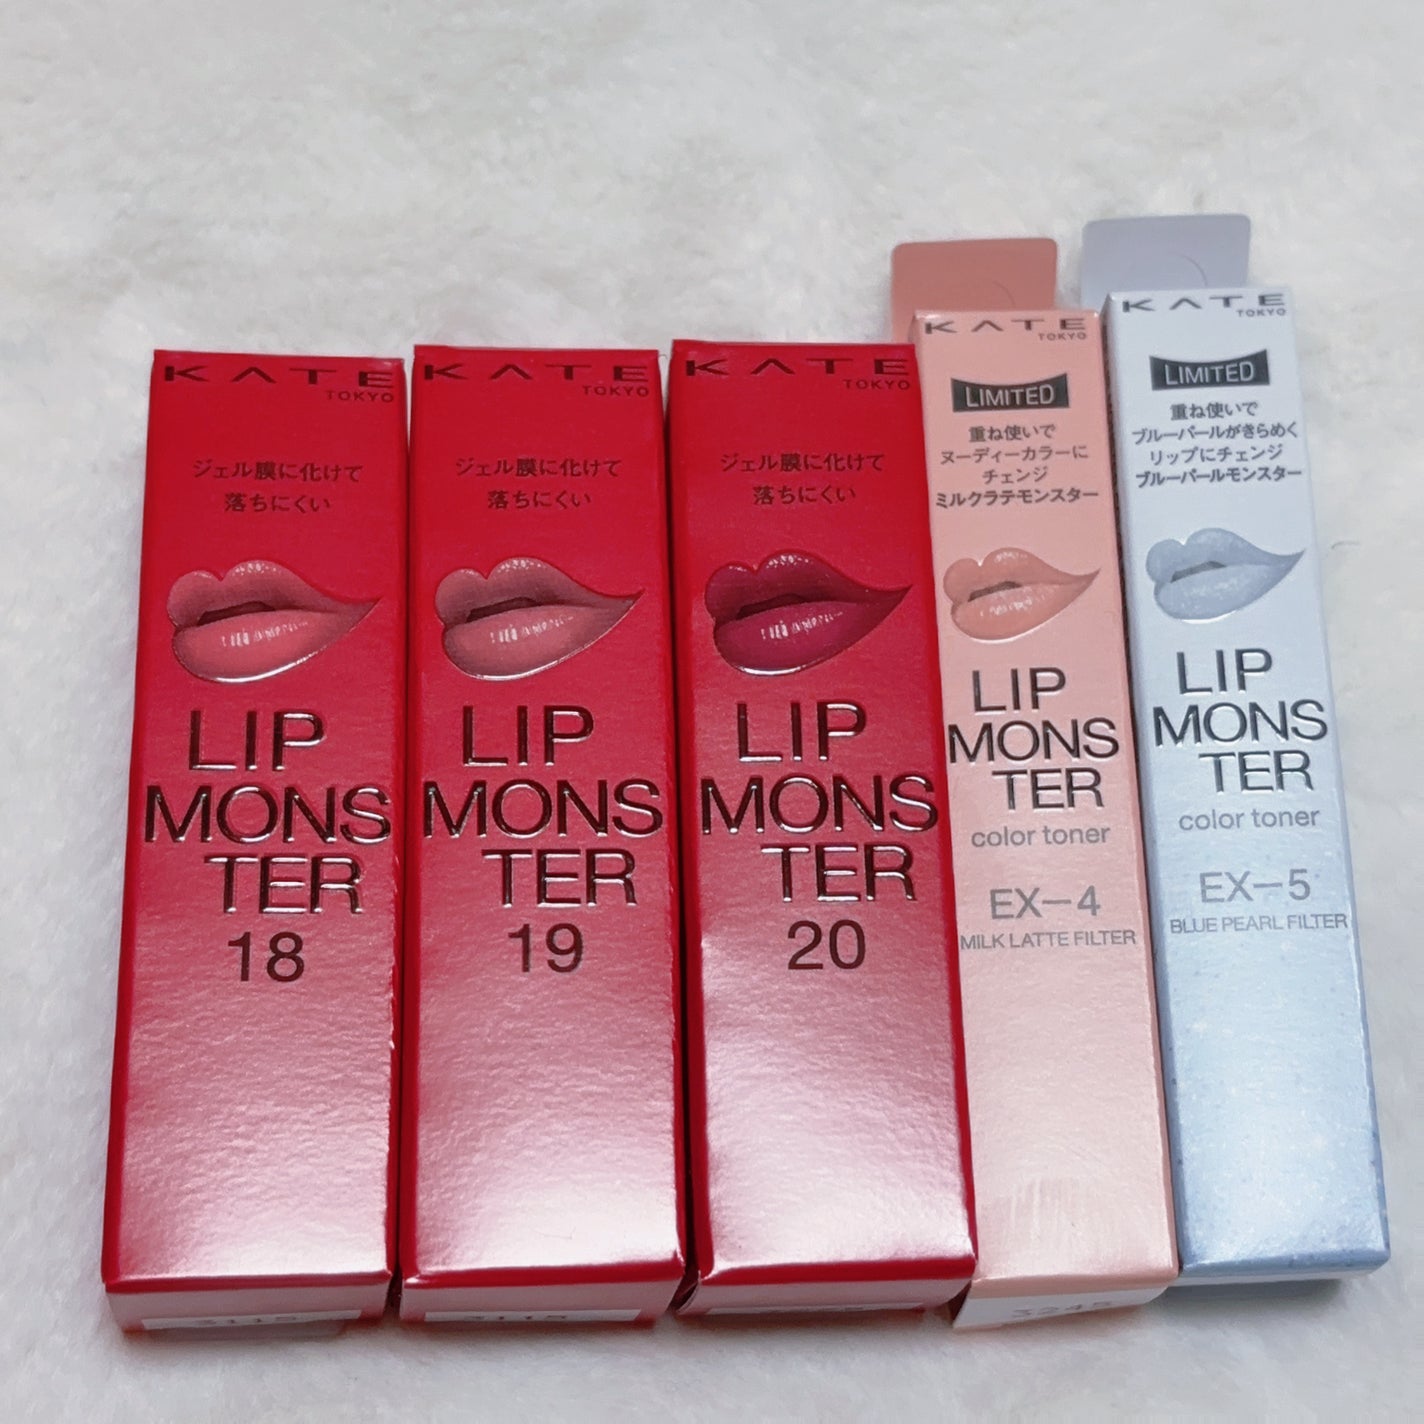 KATE
TOKYO
ジェル膜に化けて
落ちにくい
LIP
MONS
TER
18
KATE
TOKYO
ジェル膜に化けて
落ちにくい
LIP
MONS
TER
19
KATE
TOKYO
ジェル膜に化けて
落ちにくい
LIP
MONS
TER
20
KATE
TOKYO
LIMITED
重ね使いで
ヌーディーカラーに
チェンジ
ミルクラテモンスター
LIP
MONS
TER
color toner
EX-4
MILK LATTE FILTER
KATE
TOKYO
LIMITED
重ね使いで
ブルーパールがきらめく
リップにチェンジ
ブルーパールモンスター
LIP
MONS
TER
color toner
EX-5
BLUE PEARL FILTER